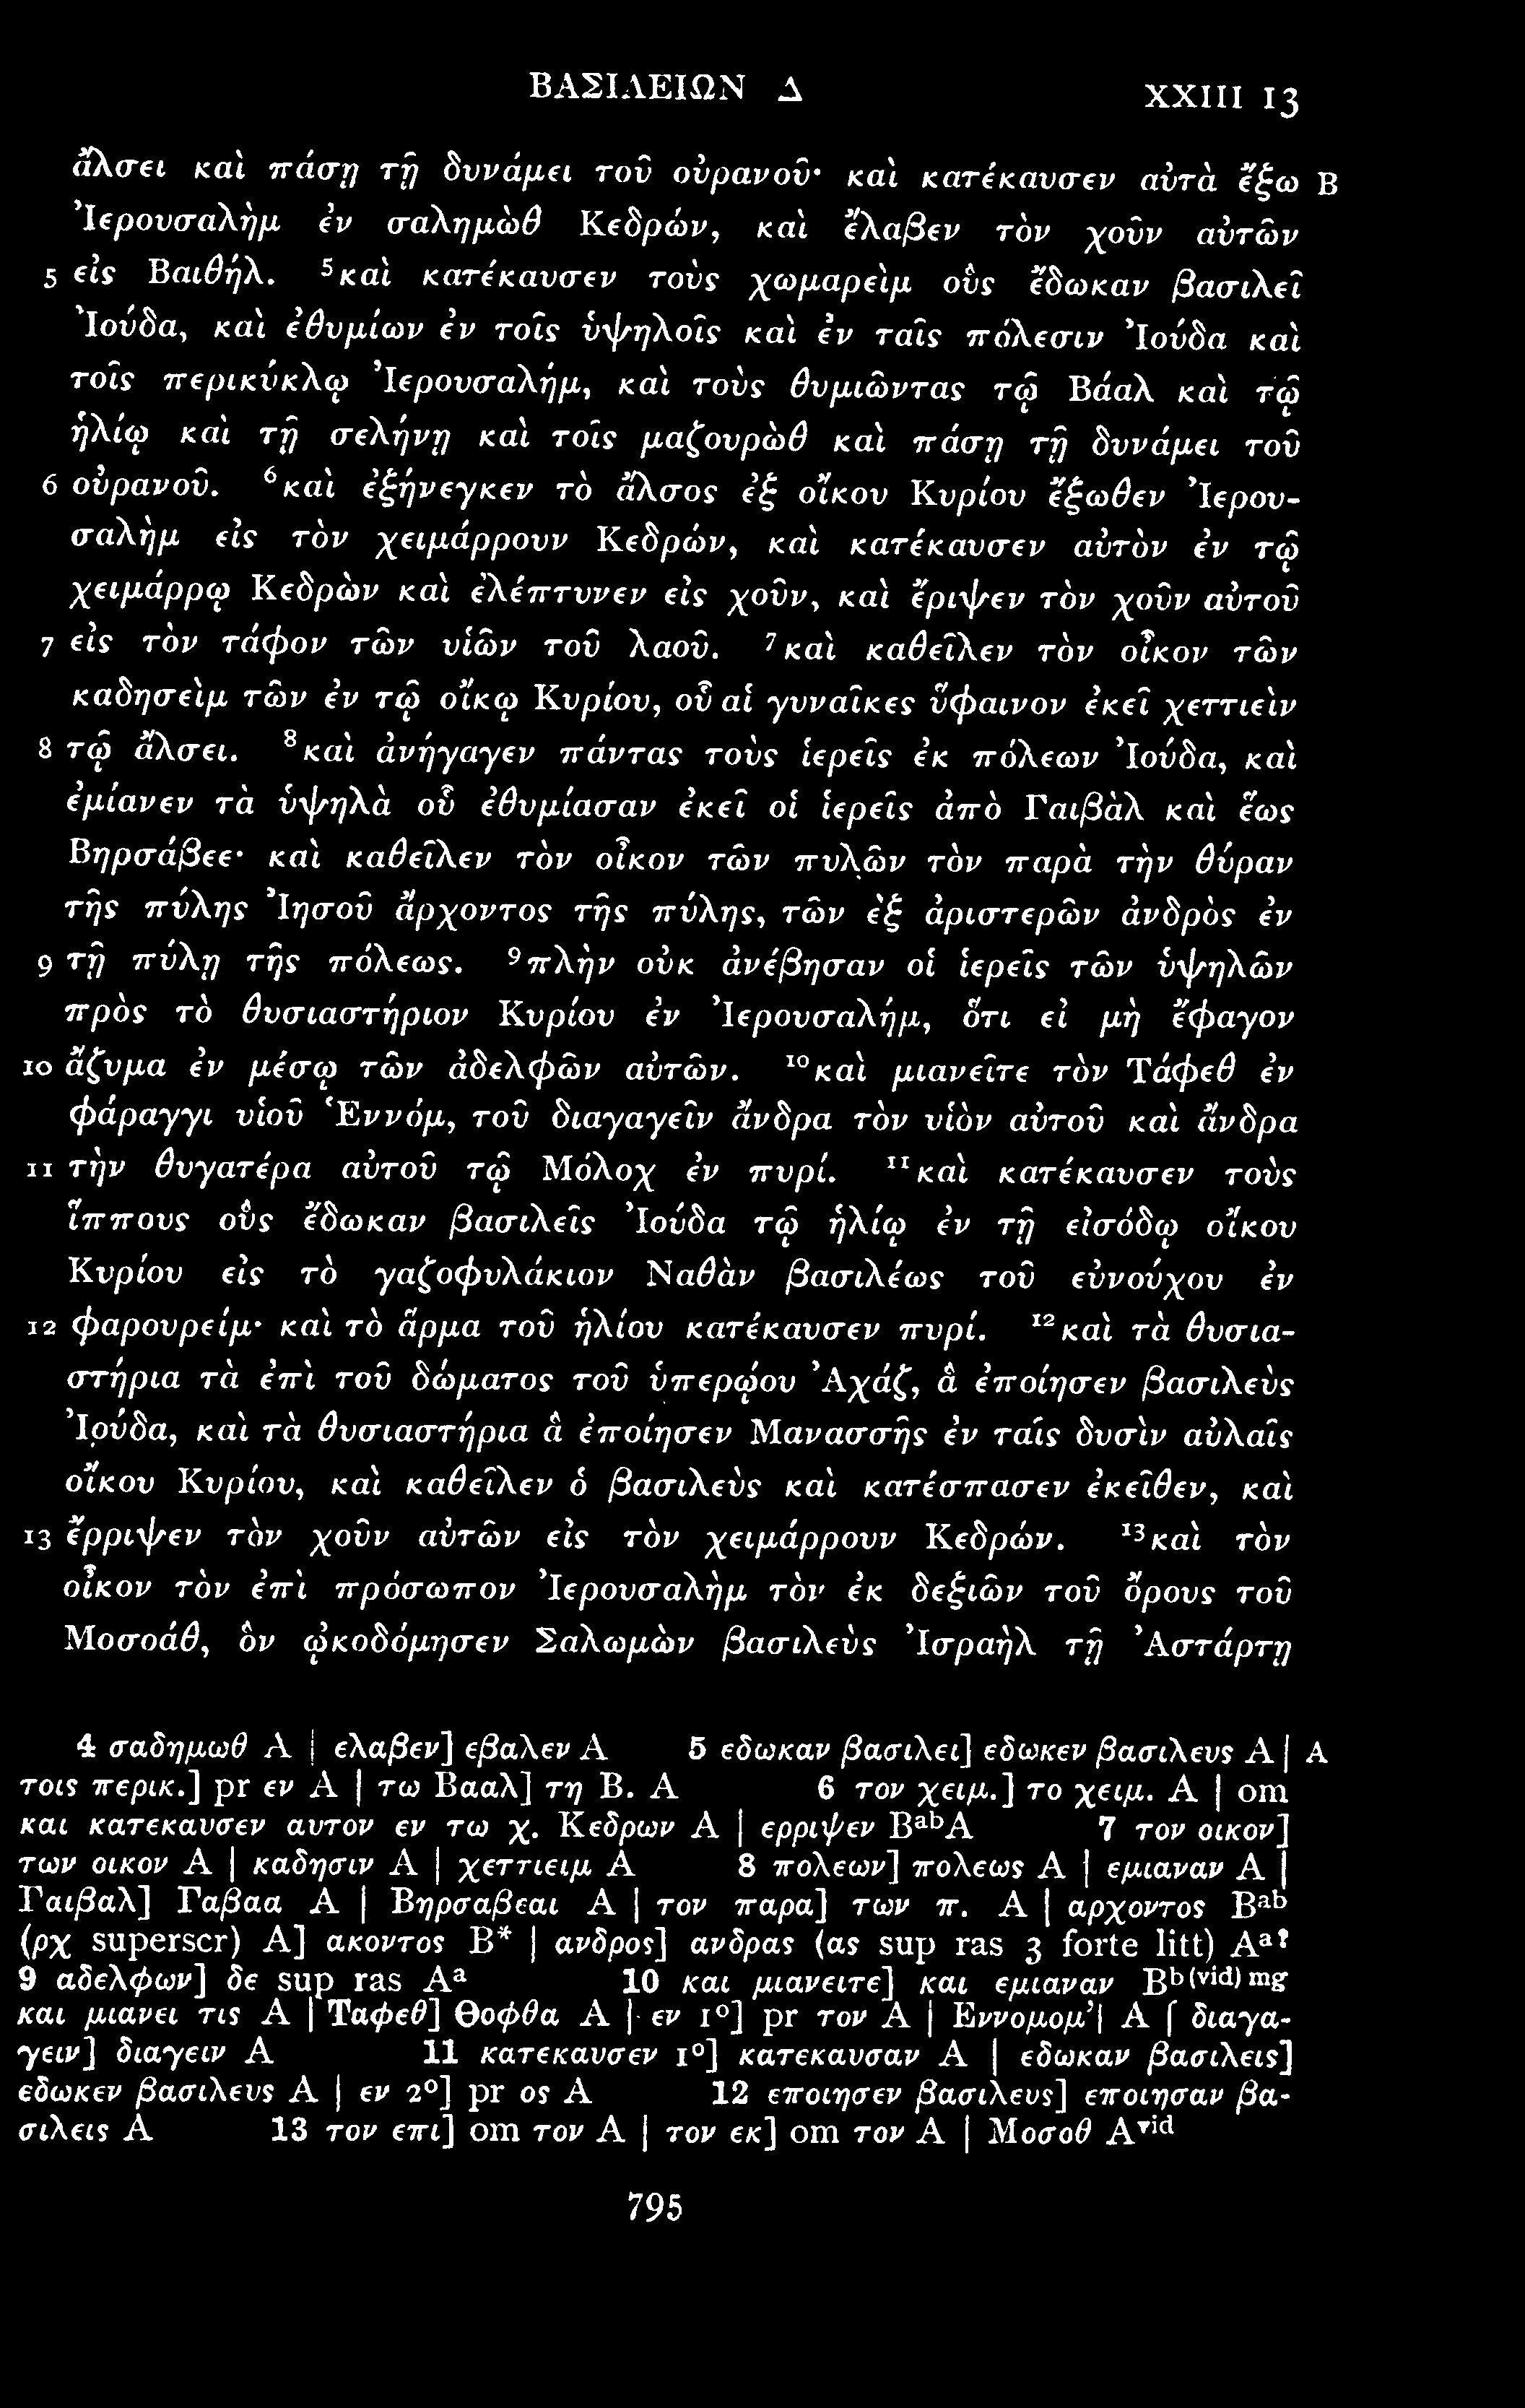 ΒΑΣΙΛΕΙΩΝ Δ XXIII 13
ἄλσει καὶ πάσῃ τῇ δυνάμει τοῦ οὐρανοῦ· καὶ κατέκαυσεν αὐτὰ ἔξω B
Ἰερουσαλὴμ ἐν σαλημὼθ Κεδρών, καὶ ἔλαβεν τὸν χοῦν αὐτῶν
5 εἰς Βαιθήλ. ⁵καὶ κατέκαυσεν τοὺς χωμαρεὶμ οὓς ἔδωκαν βασιλεῖ
Ἰούδα, καὶ ἐθυμίων ἐν τοῖς ὑψηλοῖς καὶ ἐν ταῖς πόλεσιν Ἰούδα καὶ
τοῖς περικύκλῳ Ἰερουσαλήμ, καὶ τοὺς θυμιῶντας τῷ Βάαλ καὶ τῷ
ἡλίῳ καὶ τῇ σελήνῃ καὶ τοῖς μαζουρὼθ καὶ πάσῃ τῇ δυνάμει τοῦ
6 οὐρανοῦ. ⁶καὶ ἐξήνεγκεν τὸ ἄλσος ἐξ οἴκου Κυρίου ἔξωθεν Ἰερου-
σαλὴμ εἰς τὸν χειμάρρουν Κεδρών, καὶ κατέκαυσεν αὐτὸν ἐν τῷ
χειμάρρῳ Κεδρὼν καὶ ἐλέπτυνεν εἰς χοῦν, καὶ ἔριψεν τὸν χοῦν αὐτοῦ
7 εἰς τὸν τάφον τῶν υἱῶν τοῦ λαοῦ. ⁷καὶ καθεῖλεν τὸν οἶκον τῶν
καδησεὶμ τῶν ἐν τῷ οἴκῳ Κυρίου, οὗ αἱ γυναῖκες ὕφαινον ἐκεῖ χεττιεὶν
8 τῷ ἄλσει. ⁸καὶ ἀνήγαγεν πάντας τοὺς ἱερεῖς ἐκ πόλεων Ἰούδα, καὶ
ἐμίανεν τὰ ὑψηλὰ οὗ ἐθυμίασαν ἐκεῖ οἱ ἱερεῖς ἀπὸ Γαιβὰλ καὶ ἕως
Βηρσάβεε· καὶ καθεῖλεν τὸν οἶκον τῶν πυλῶν τὸν παρὰ τὴν θύραν
τῆς πύλης Ἰησοῦ ἄρχοντος τῆς πύλης, τῶν ἐξ ἀριστερῶν ἀνδρὸς ἐν
9 τῇ πύλῃ τῆς πόλεως. ⁹πλὴν οὐκ ἀνέβησαν οἱ ἱερεῖς τῶν ὑψηλῶν
πρὸς τὸ θυσιαστήριον Κυρίου ἐν Ἰερουσαλήμ, ὅτι εἰ μὴ ἔφαγον
10 ἄζυμα ἐν μέσῳ τῶν ἀδελφῶν αὐτῶν. ¹⁰καὶ μιανεῖτε τὸν Τάφεθ ἐν
φάραγγι υἱοῦ Ἑννόμ, τοῦ διαγαγεῖν ἄνδρα τὸν υἱὸν αὐτοῦ καὶ ἄνδρα
11 τὴν θυγατέρα αὐτοῦ τῷ Μόλοχ ἐν πυρί. ¹¹καὶ κατέκαυσεν τοὺς
ἵππους οὓς ἔδωκαν βασιλεῖς Ἰούδα τῷ ἡλίῳ ἐν τῇ εἰσόδῳ οἴκου
Κυρίου εἰς τὸ γαζοφυλάκιον Ναθὰν βασιλέως τοῦ εὐνούχου ἐν
12 φαρουρείμ· καὶ τὸ ἅρμα τοῦ ἡλίου κατέκαυσεν πυρί. ¹²καὶ τὰ θυσια-
στήρια τὰ ἐπὶ τοῦ δώματος τοῦ ὑπερῴου Ἀχάζ, ἃ ἐποίησεν βασιλεὺς
Ἰούδα, καὶ τὰ θυσιαστήρια ἃ ἐποίησεν Μανασσῆς ἐν ταῖς δυσὶν αὐλαῖς
οἴκου Κυρίου, καὶ καθεῖλεν ὁ βασιλεὺς καὶ κατέσπασεν ἐκεῖθεν, καὶ
13 ἔρριψεν τὸν χοῦν αὐτῶν εἰς τὸν χειμάρρουν Κεδρών. ¹³καὶ τὸν
οἶκον τὸν ἐπὶ πρόσωπον Ἰερουσαλὴμ τὸν ἐκ δεξιῶν τοῦ ὄρους τοῦ
Μοσοάθ, ὃν ᾠκοδόμησεν Σαλωμὼν βασιλεὺς Ἰσραὴλ τῇ Ἀστάρτῃ
4 σαδημωθ A | ελαβεν] εβαλεν A 5 εδωκαν βασιλει] εδωκεν βασιλευς A | A
τοις περικ.] pr εν A | τω Βααλ] τη Β. A 6 τον χειμ.] το χειμ. A | om
και κατεκαυσεν αυτον εν τω χ. Κεδρων A | ερριψεν BᵃᵇA 7 τον οικον]
των οικον A | καδησιν A | χεττιειμ A 8 πολεων] πολεως A | εμιαναν A |
Γαιβαλ] Γαβαα A | Βηρσαβεαι A | τον παρα] των π. A | αρχοντος Bᵃᵇ
(ρχ superscr) A] ακοντος B* | ανδρος] ανδρας (ας sup ras 3 forte litt) Aᵃ?
9 αδελφων] δε sup ras Aᵃ 10 και μιανειτε] και εμιαναν Bᵇ⁽ᵛⁱᵈ⁾ ᵐᵍ
και μιανει τις A | Ταφεθ] Θοφθα A | εν 1°] pr τον A | Εννομομ’| A | διαγα-
γειν] διαγειν A 11 κατεκαυσεν 1°] κατεκαυσαν A | εδωκαν βασιλεις]
εδωκεν βασιλευς A | εν 2°] pr ος A 12 εποιησεν βασιλευς] εποιησαν βα-
σιλεις A 13 τον επι] om τον A | τον εκ] om τον A | Μοσοθ Aᵛⁱᵈ
795